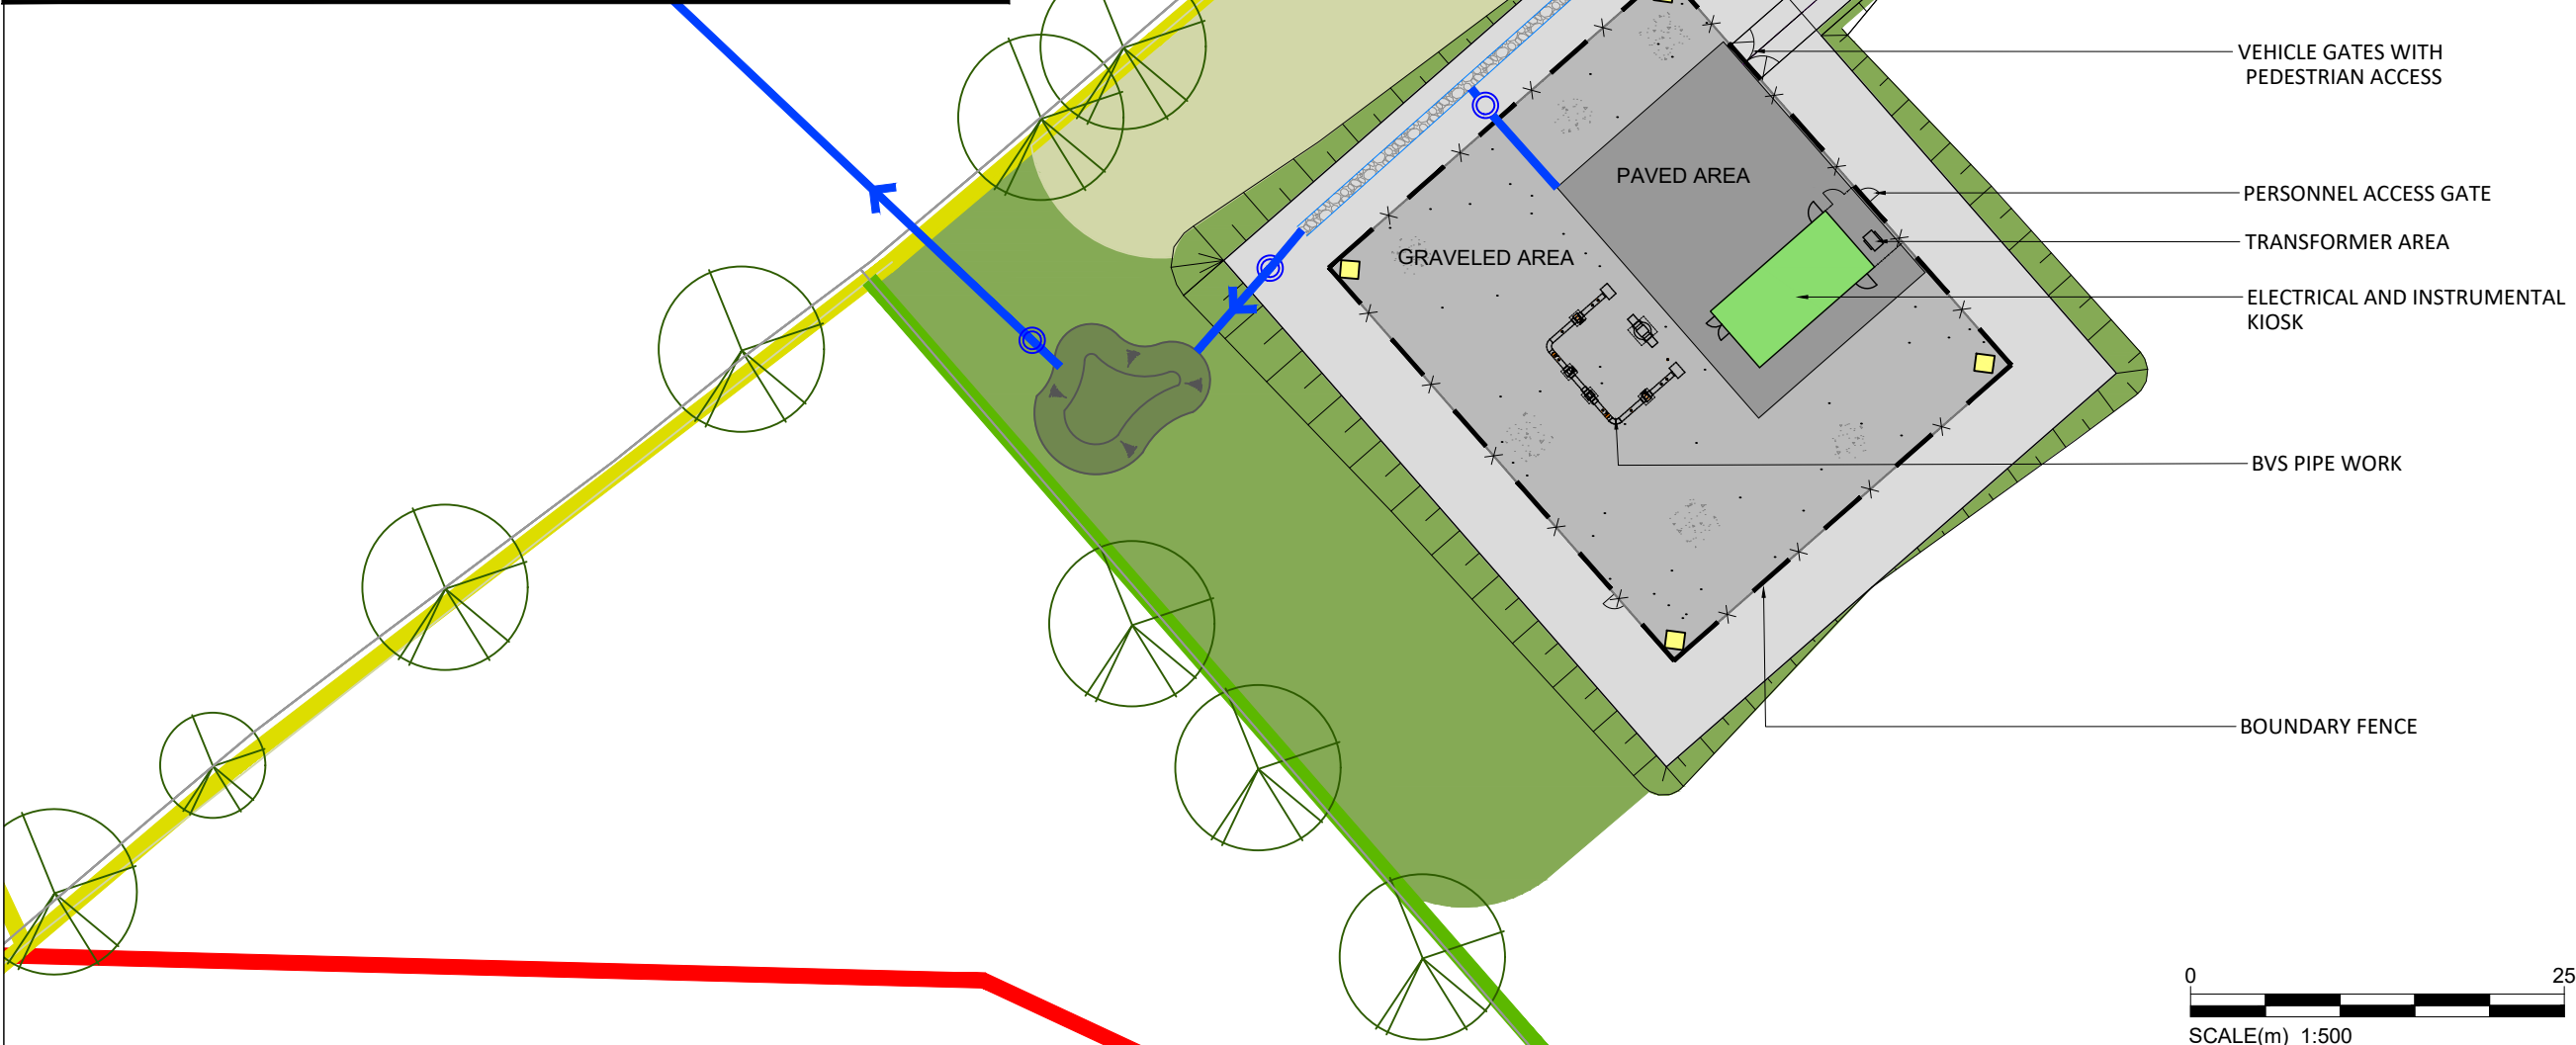 VEHICLE GATES WITH
PEDESTRIAN ACCESS
PAVED AREA
PERSONNEL ACCESS GATE
TRANSFORMER AREA
GRAVELED AREA
ELECTRICAL AND INSTRUMENTAL
KIOSK
BVS PIPE WORK
BOUNDARY FENCE
0 25
SCALE(m) 1:500